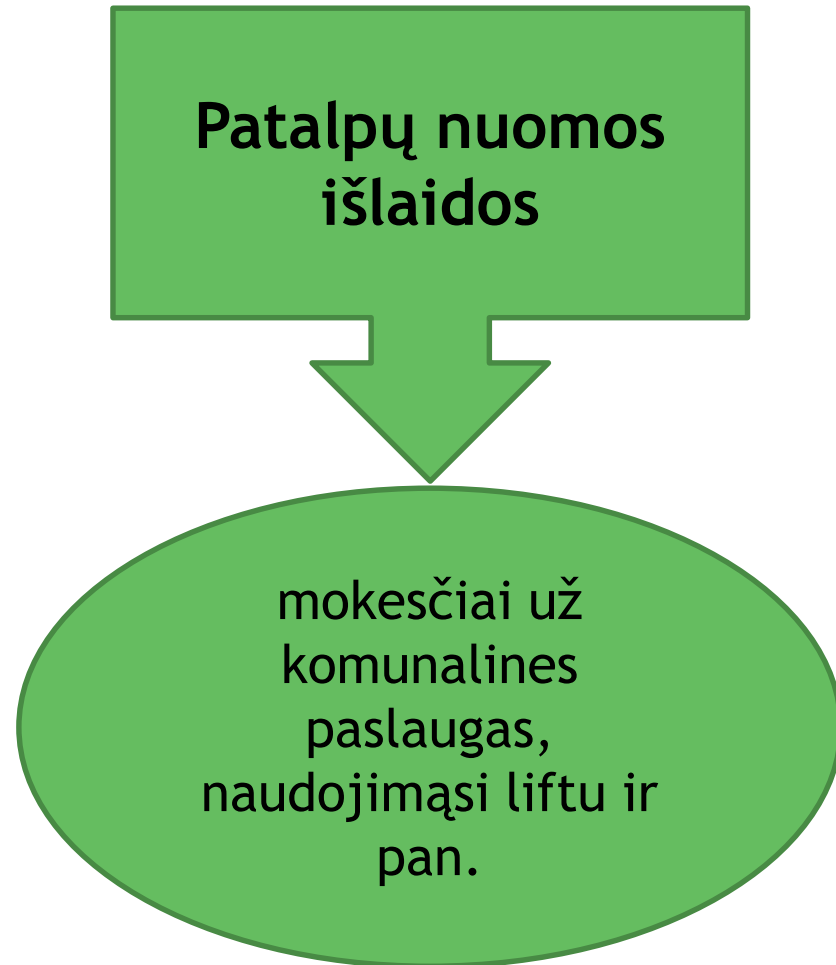 Patalpų nuomos
išlaidos
mokesčiai už
komunalines
paslaugas,
naudojimąsi liftu ir
pan.